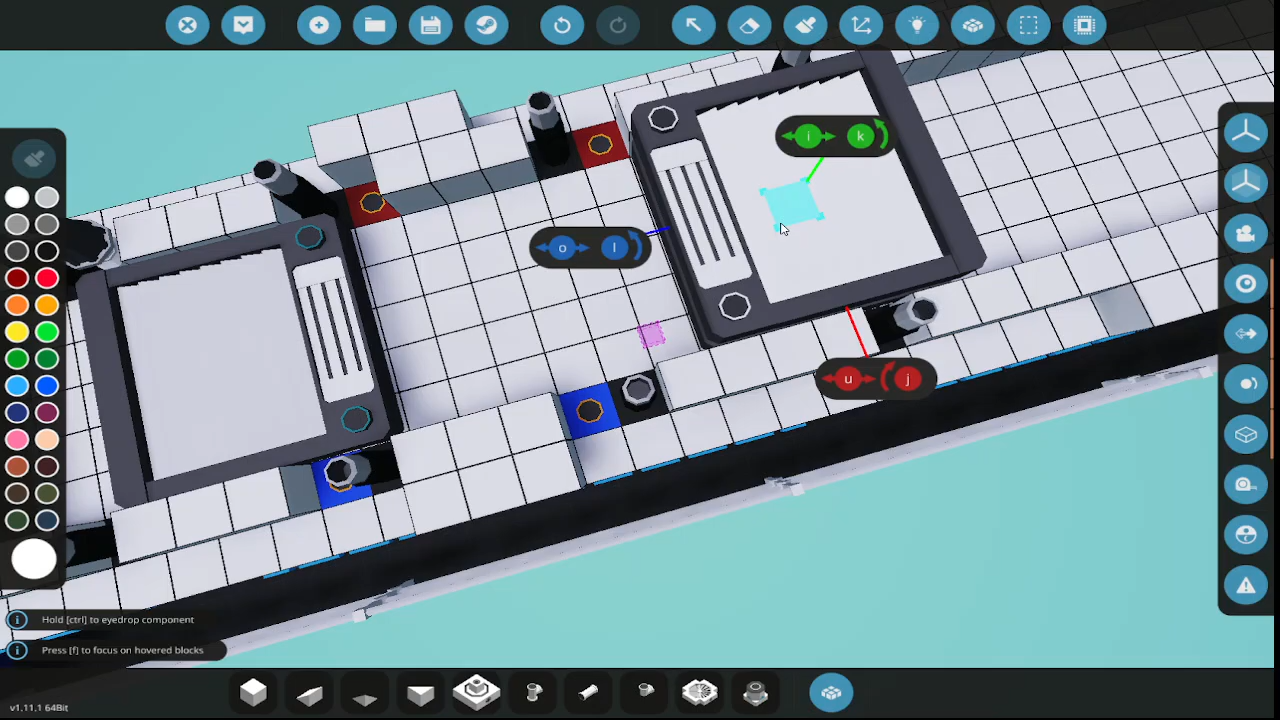 i k
o l
u j
Hold [ctrl] to eyedrop component
Press [f] to focus on hovered blocks
v1.11.1 64Bit